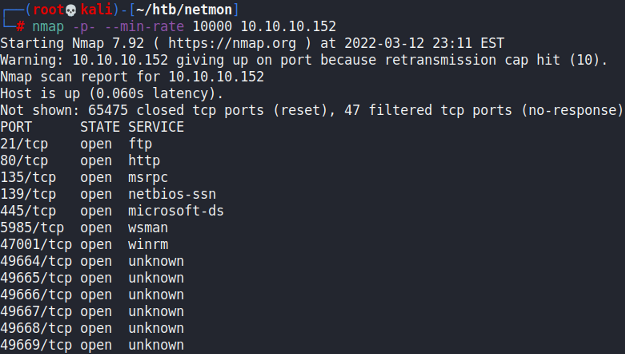 ┌──(root💀kali)-[~/htb/netmon]
└─# nmap -p- --min-rate 10000 10.10.10.152
Starting Nmap 7.92 ( https://nmap.org ) at 2022-03-12 23:11 EST
Warning: 10.10.10.152 giving up on port because retransmission cap hit (10).
Nmap scan report for 10.10.10.152
Host is up (0.060s latency).
Not shown: 65475 closed tcp ports (reset), 47 filtered tcp ports (no-response)
PORT      STATE SERVICE
21/tcp    open  ftp
80/tcp    open  http
135/tcp   open  msrpc
139/tcp   open  netbios-ssn
445/tcp   open  microsoft-ds
5985/tcp  open  wsman
47001/tcp open  winrm
49664/tcp open  unknown
49665/tcp open  unknown
49666/tcp open  unknown
49667/tcp open  unknown
49668/tcp open  unknown
49669/tcp open  unknown